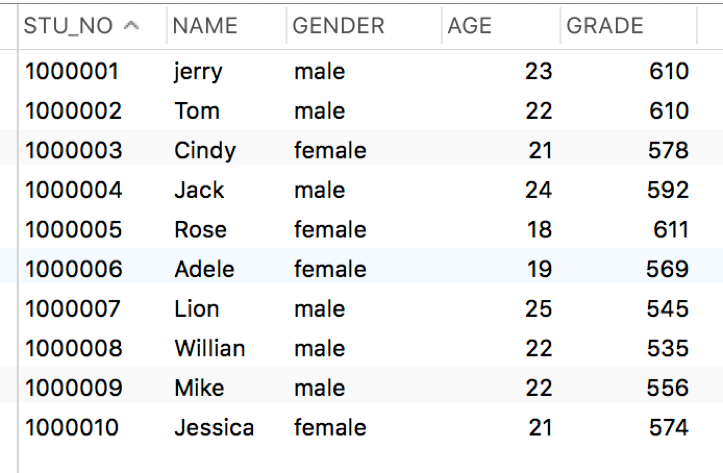 STU_NO NAME GENDER AGE GRADE
1000001 jerry male 23 610
1000002 Tom male 22 610
1000003 Cindy female 21 578
1000004 Jack male 24 592
1000005 Rose female 18 611
1000006 Adele female 19 569
1000007 Lion male 25 545
1000008 Willian male 22 535
1000009 Mike male 22 556
1000010 Jessica female 21 574